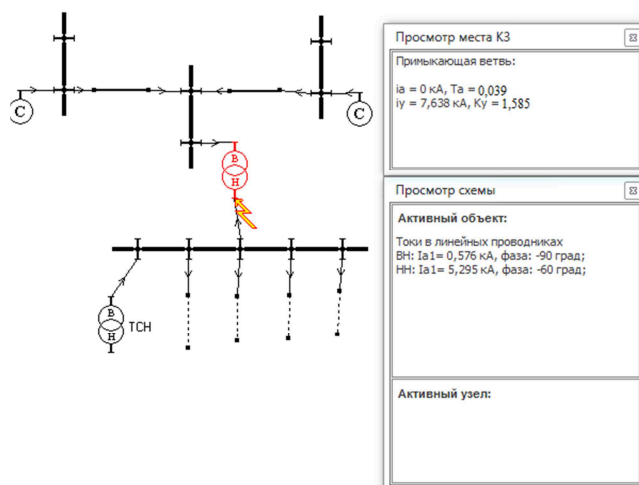 Просмотр места КЗ
Примыкающая ветвь:
ia = 0 кА, Ta = 0,039
iy = 7,638 кА, Ку = 1,585
С
С
В
Н
Просмотр схемы
Активный объект:
Токи в линейных проводниках
ВН: Ia1= 0,576 кА, фаза: -90 град;
НН: Ia1= 5,295 кА, фаза: -60 град;
В
Н
ТСН
Активный узел: